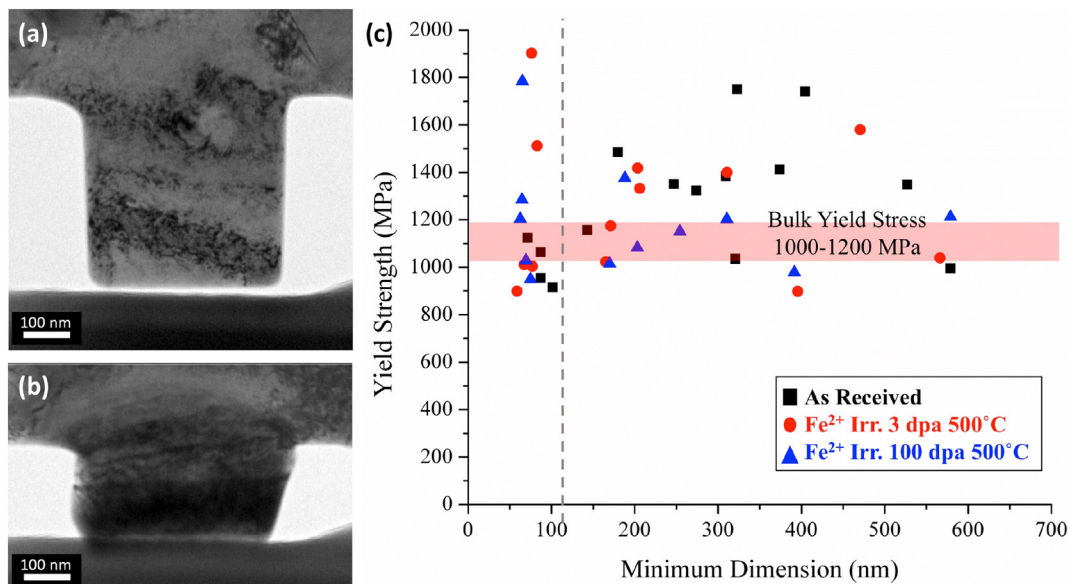 (a)
100 nm
(b)
100 nm
(c)
Yield Strength (MPa)
2000
1800
1600
1400
1200
1000
800
600
400
200
0
Bulk Yield Stress
1000-1200 MPa
As Received
Fe²⁺ Irr. 3 dpa 500°C
Fe²⁺ Irr. 100 dpa 500°C
0 100 200 300 400 500 600 700
Minimum Dimension (nm)